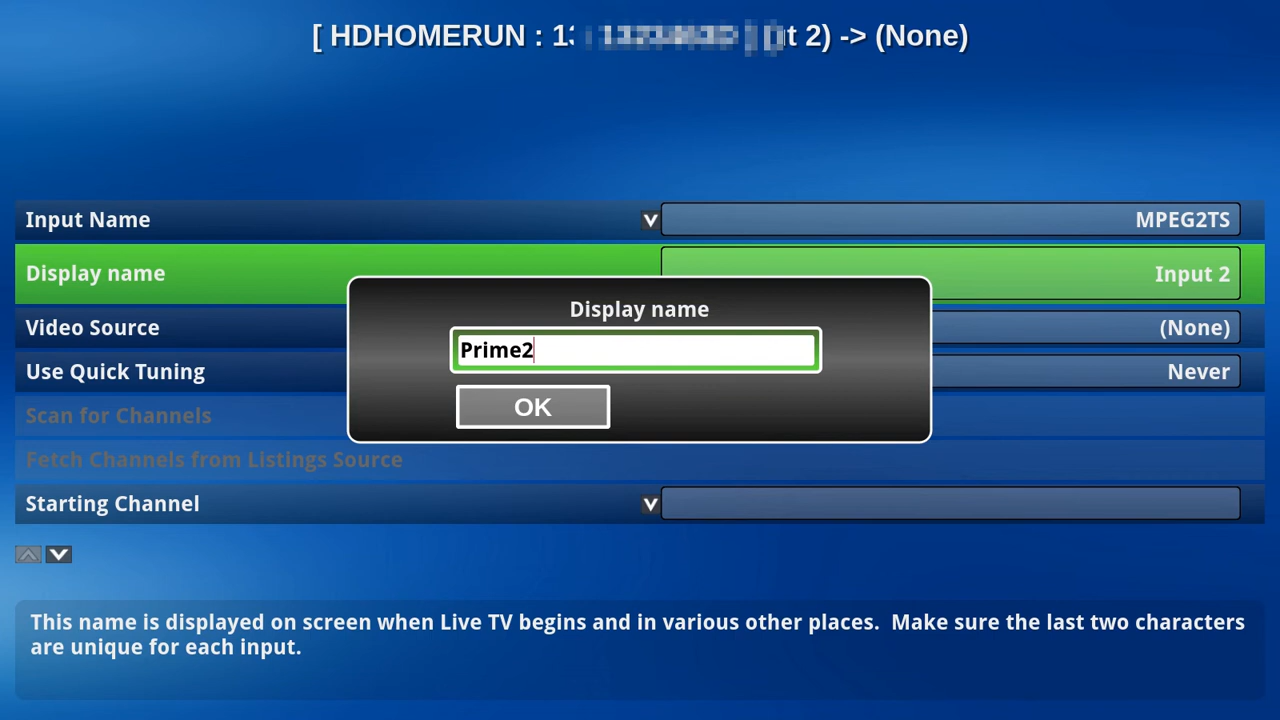 [ HDHOMERUN : 13 t 2) -> (None)
Input Name
MPEG2TS
Display name
Input 2
Video Source
(None)
Use Quick Tuning
Never
Scan for Channels
Fetch Channels from Listings Source
Starting Channel
Display name
Prime2
OK
This name is displayed on screen when Live TV begins and in various other places.  Make sure the last two characters
are unique for each input.